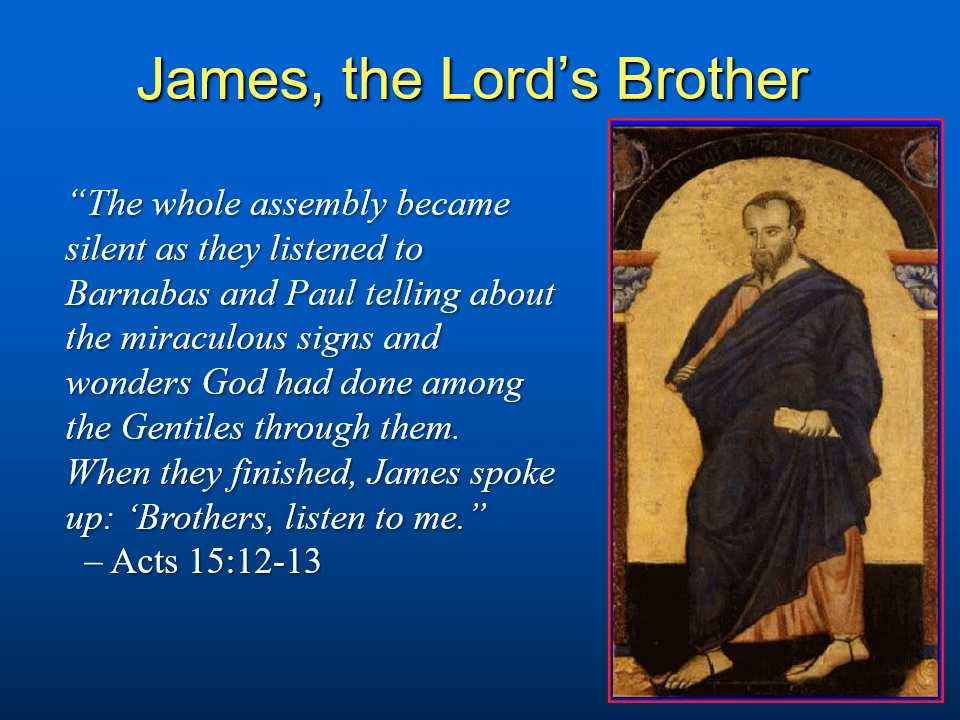 James, the Lord’s Brother
“The whole assembly became
silent as they listened to
Barnabas and Paul telling about
the miraculous signs and
wonders God had done among
the Gentiles through them.
When they finished, James spoke
up: ‘Brothers, listen to me.”
– Acts 15:12-13